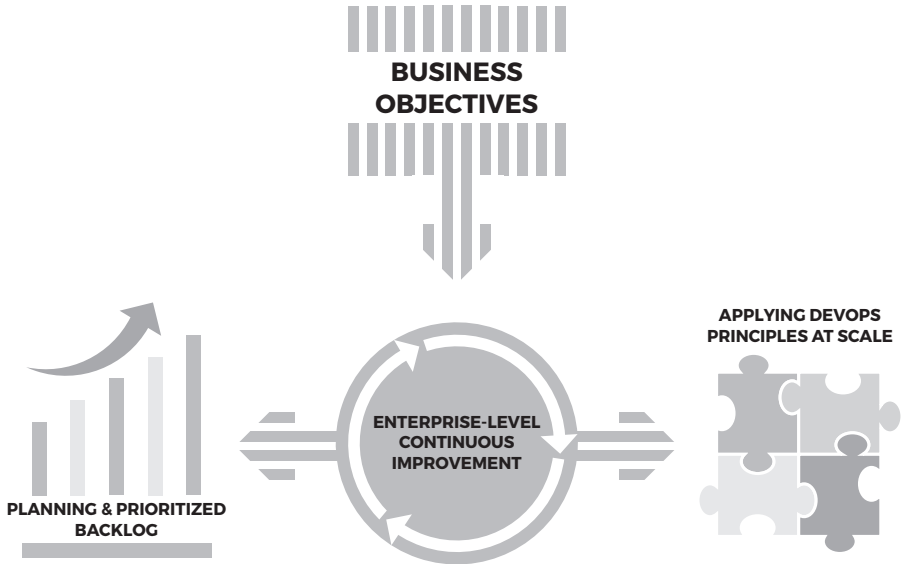 BUSINESS
OBJECTIVES
APPLYING DEVOPS
PRINCIPLES AT SCALE
ENTERPRISE-LEVEL
CONTINUOUS
IMPROVEMENT
PLANNING & PRIORITIZED
BACKLOG